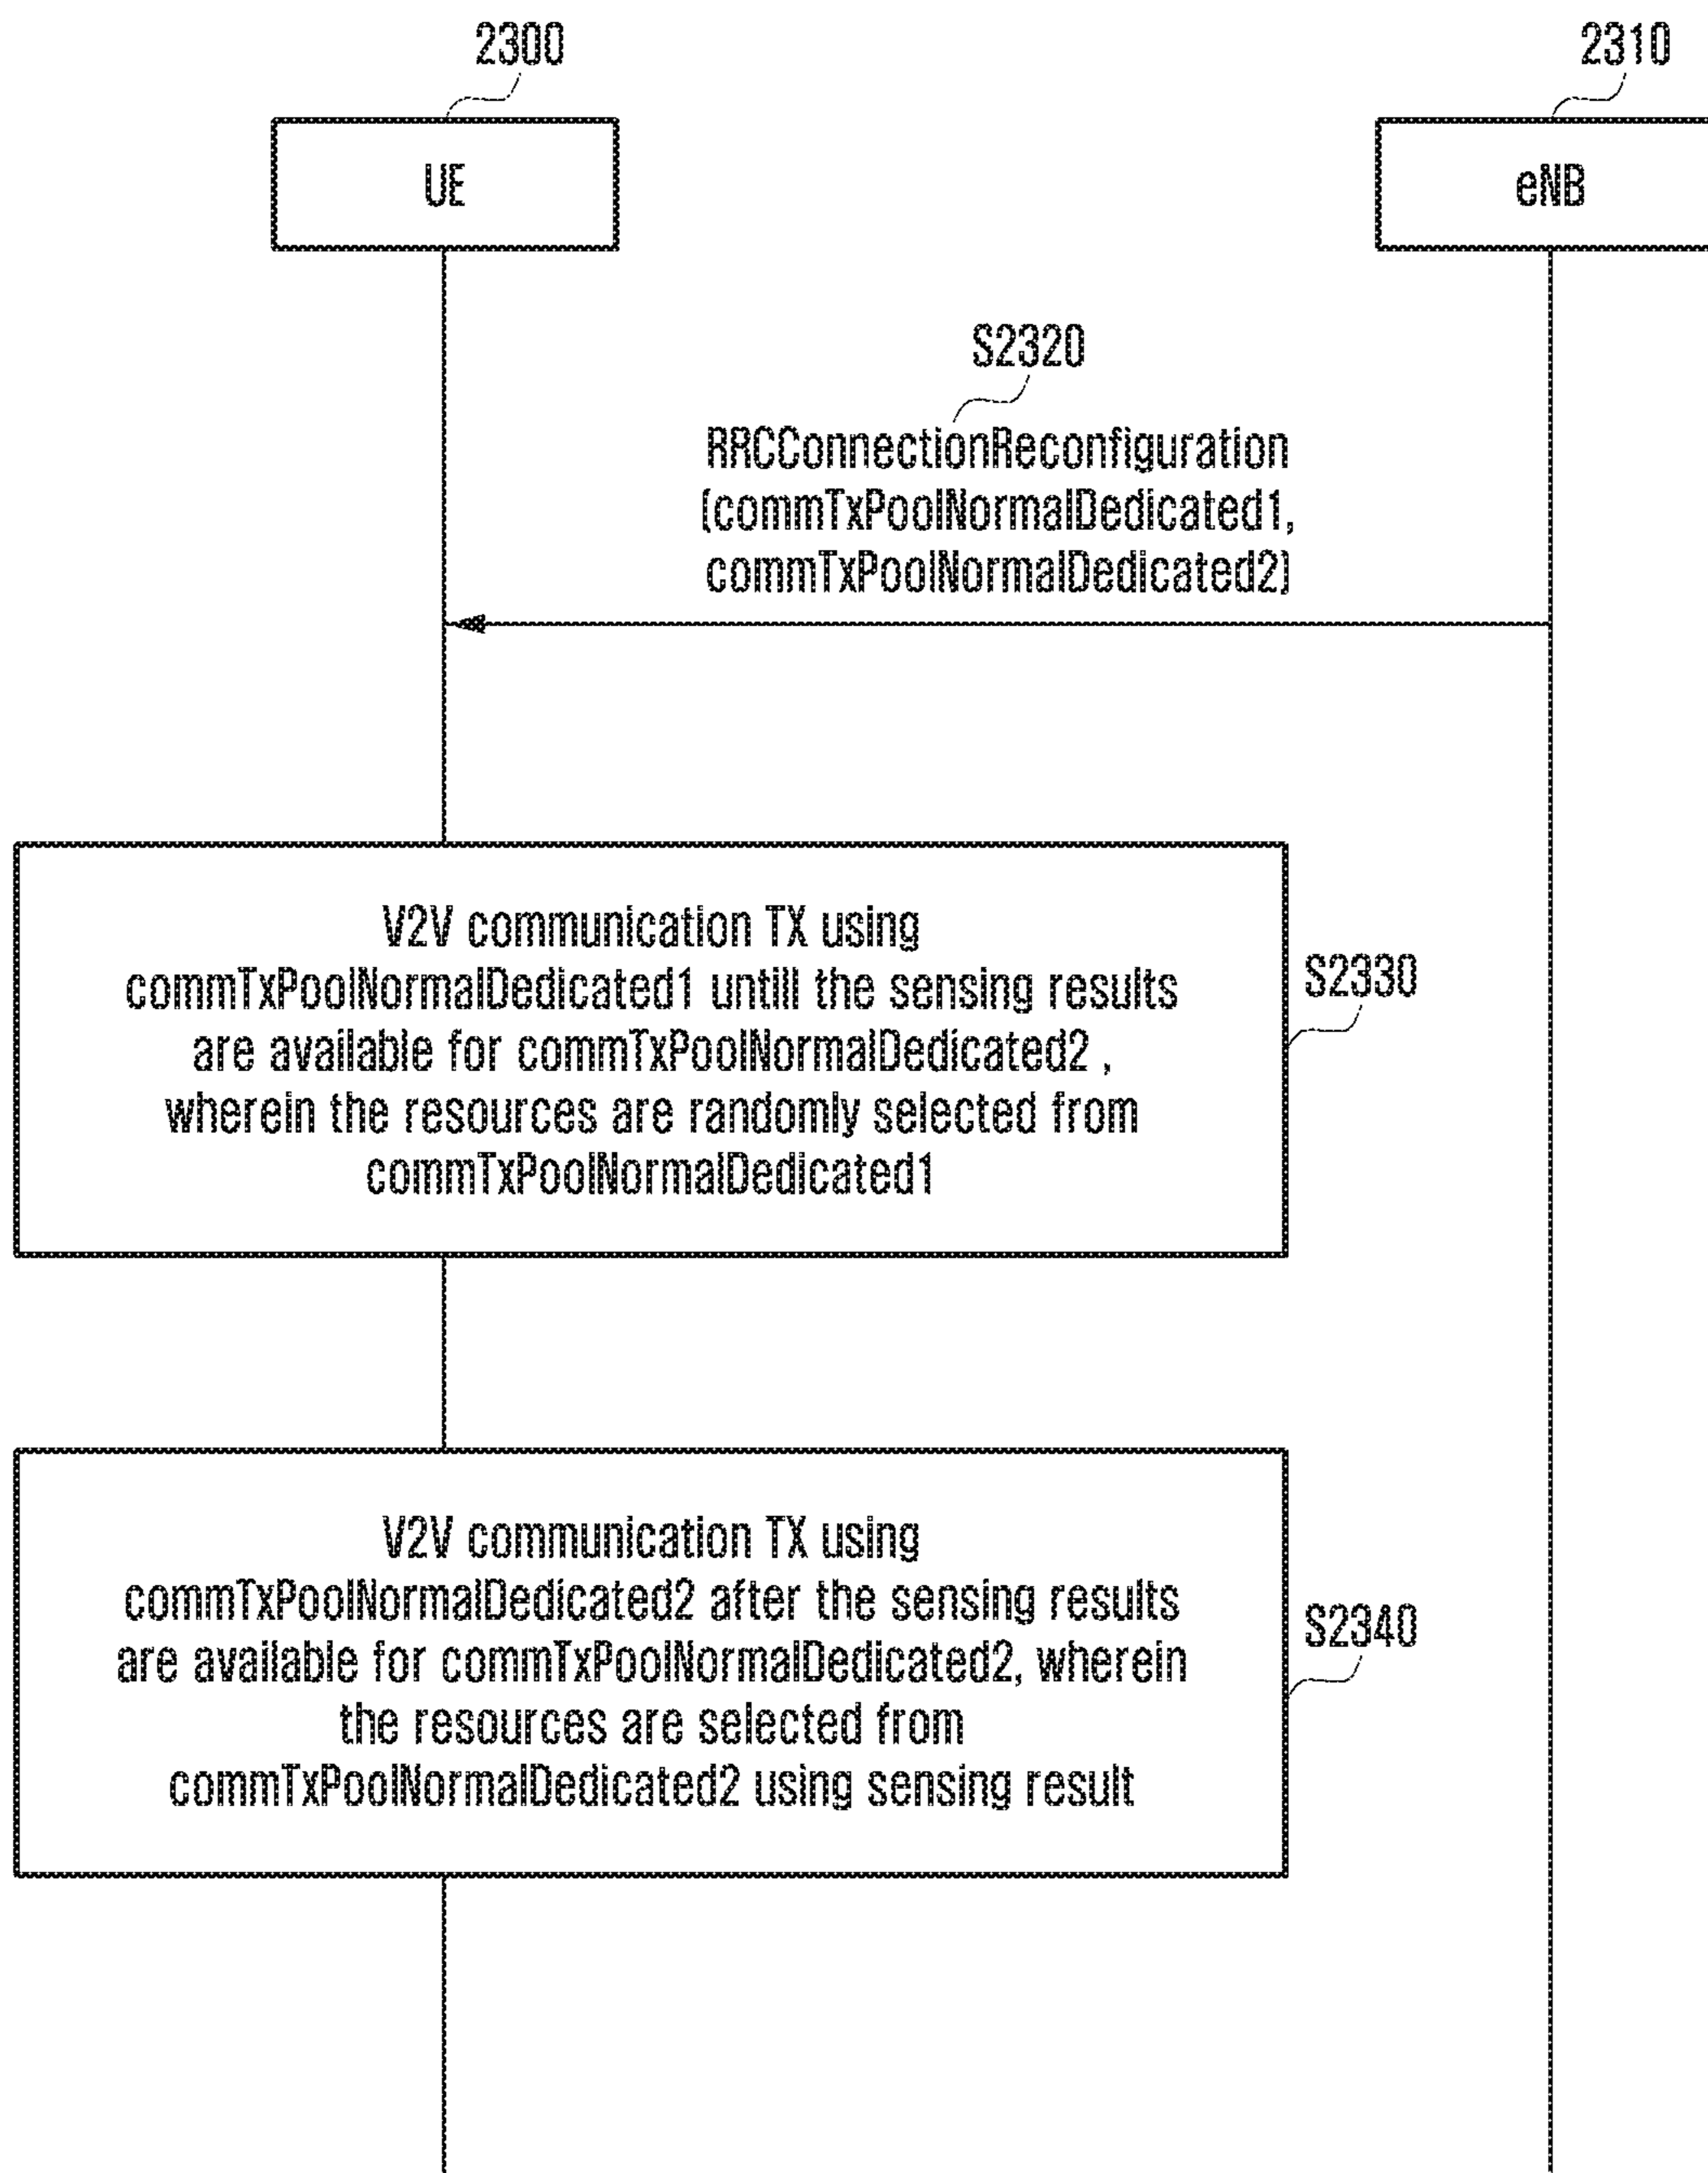 2300
2310
UE
eNB
S2320
RRCConnectionReconfiguration
(commTxPoolNormalDedicated1,
commTxPoolNormalDedicated2)
V2V communication TX using
commTxPoolNormalDedicated1 untill the sensing results
are available for commTxPoolNormalDedicated2 ,
wherein the resources are randomly selected from
commTxPoolNormalDedicated1
S2330
V2V communication TX using
commTxPoolNormalDedicated2 after the sensing results
are available for commTxPoolNormalDedicated2, wherein
the resources are selected from
commTxPoolNormalDedicated2 using sensing result
S2340